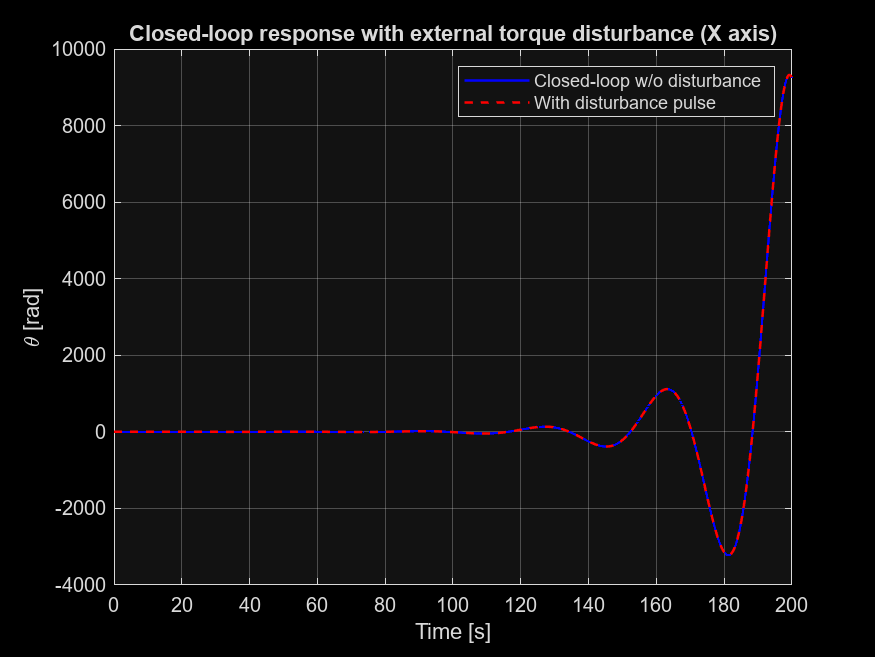 Closed-loop response with external torque disturbance (X axis)
10000
8000
6000
4000
2000
0
-2000
-4000
θ [rad]
Closed-loop w/o disturbance
With disturbance pulse
0 20 40 60 80 100 120 140 160 180 200
Time [s]